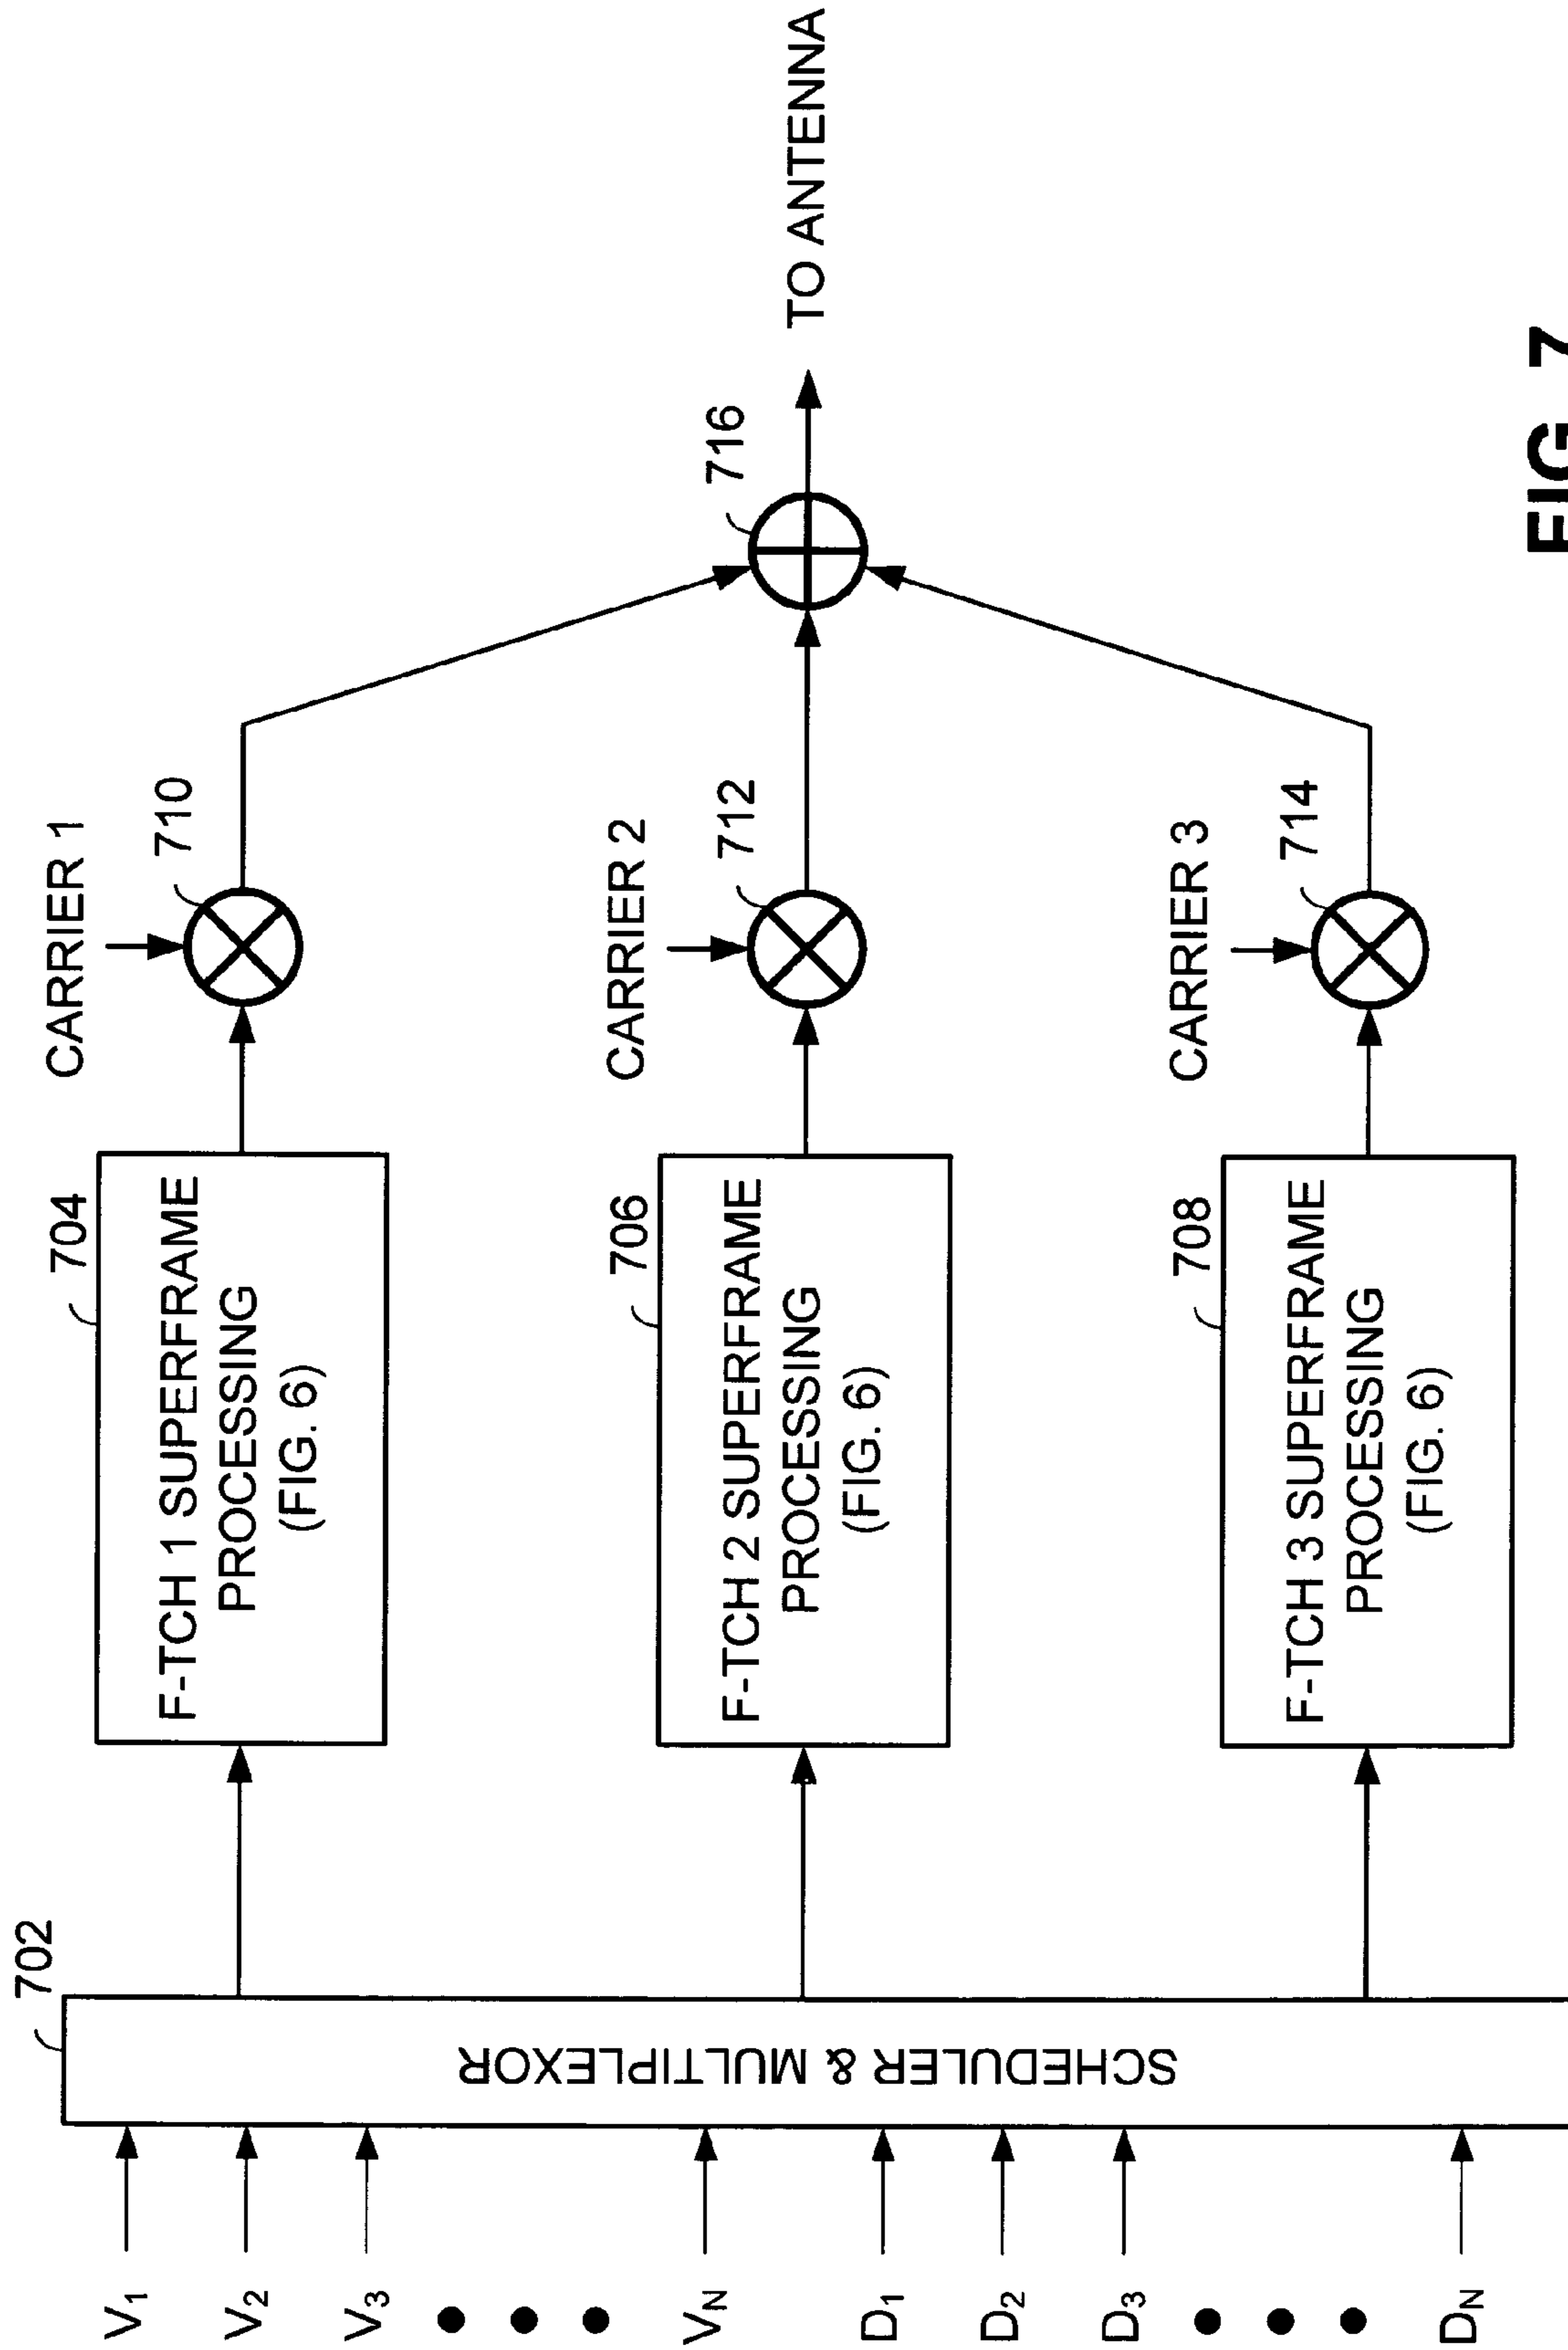 V1
V2
V3
VN
D1
D2
D3
DN
702
SCHEDULER & MULTIPLEXOR
704
F-TCH 1 SUPERFRAME
PROCESSING
(FIG. 6)
706
F-TCH 2 SUPERFRAME
PROCESSING
(FIG. 6)
708
F-TCH 3 SUPERFRAME
PROCESSING
(FIG. 6)
CARRIER 1
710
CARRIER 2
712
CARRIER 3
714
716
TO ANTENNA
FIG. 7